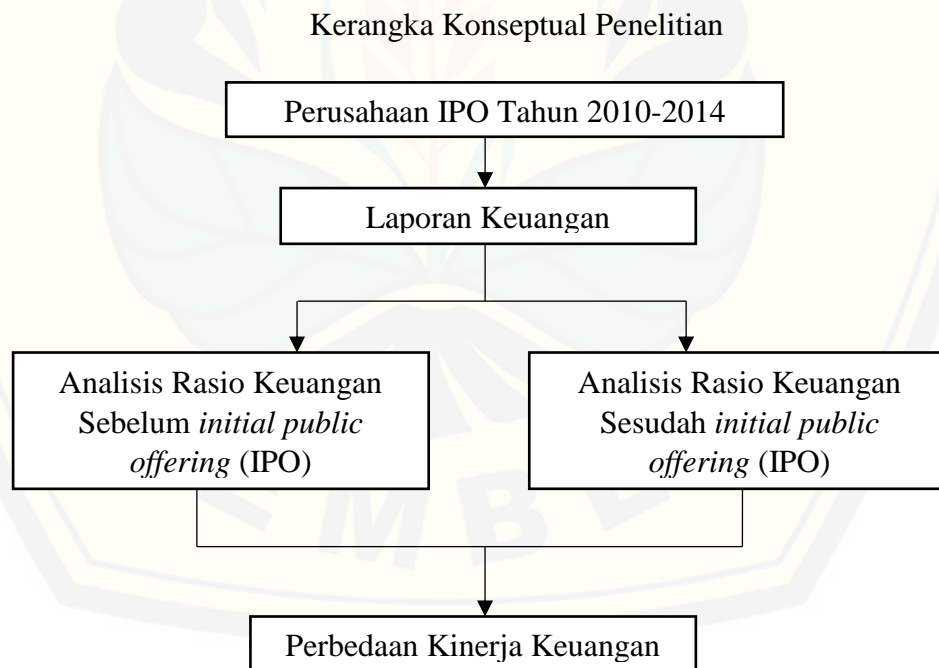 Kerangka Konseptual Penelitian
Perusahaan IPO Tahun 2010-2014
Laporan Keuangan
Analisis Rasio Keuangan
Sebelum initial public
offering (IPO)
Analisis Rasio Keuangan
Sesudah initial public
offering (IPO)
Perbedaan Kinerja Keuangan